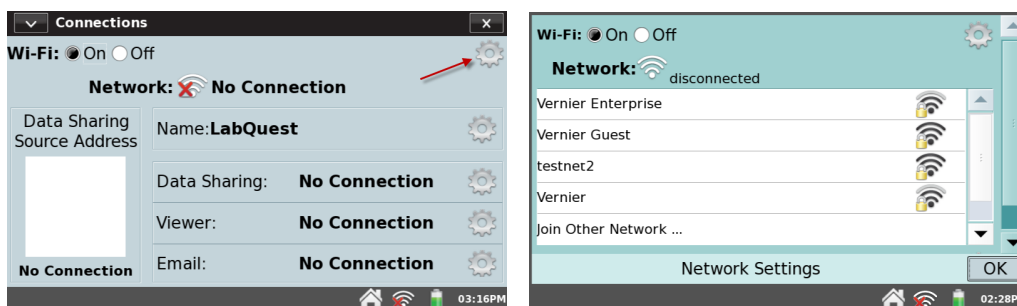 Connections
Wi-Fi: On Off
Network: No Connection
Data Sharing
Source Address
No Connection
Name:LabQuest
Data Sharing: No Connection
Viewer: No Connection
Email: No Connection
03:16PM
Wi-Fi: On Off
Network: disconnected
Vernier Enterprise
Vernier Guest
testnet2
Vernier
Join Other Network ...
Network Settings
OK
02:28P